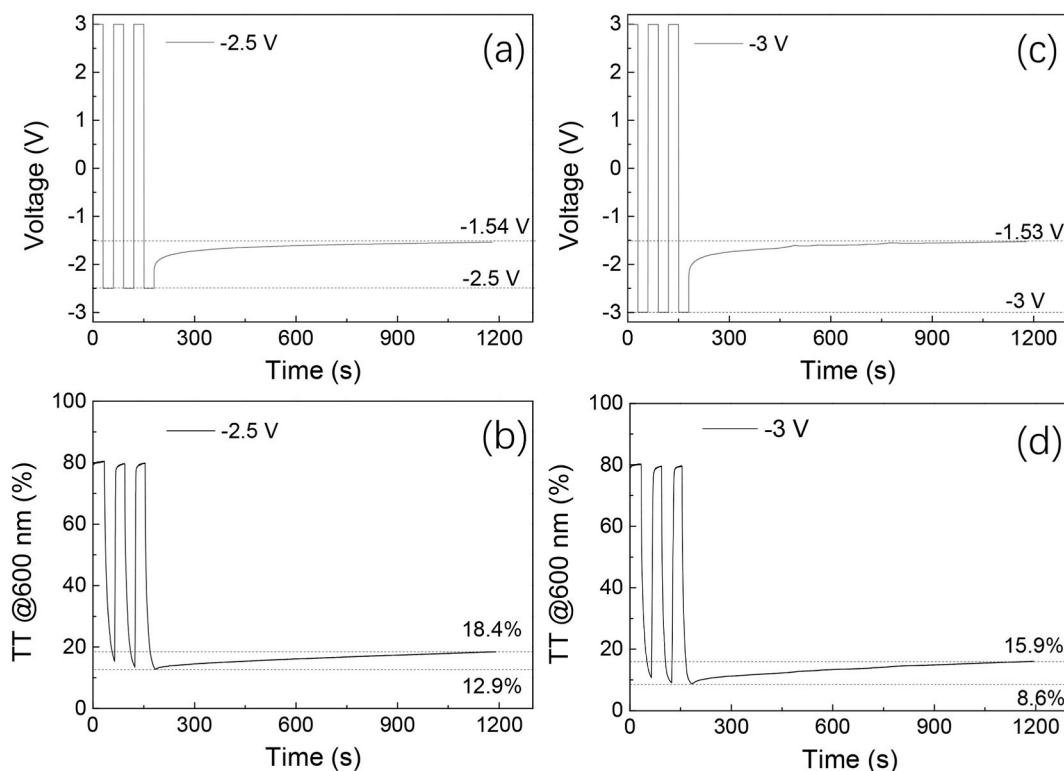 3
2
1
0
-1
-2
-3
Voltage (V)
-2.5 V
(a)
-1.54 V
-2.5 V
0
300
600
900
1200
Time (s)
3
2
1
0
-1
-2
-3
Voltage (V)
-3 V
(c)
-1.53 V
-3 V
0
300
600
900
1200
Time (s)
100
80
60
40
20
0
TT @600 nm (%)
-2.5 V
(b)
18.4%
12.9%
0
300
600
900
1200
Time (s)
100
80
60
40
20
0
TT @600 nm (%)
-3 V
(d)
15.9%
8.6%
0
300
600
900
1200
Time (s)